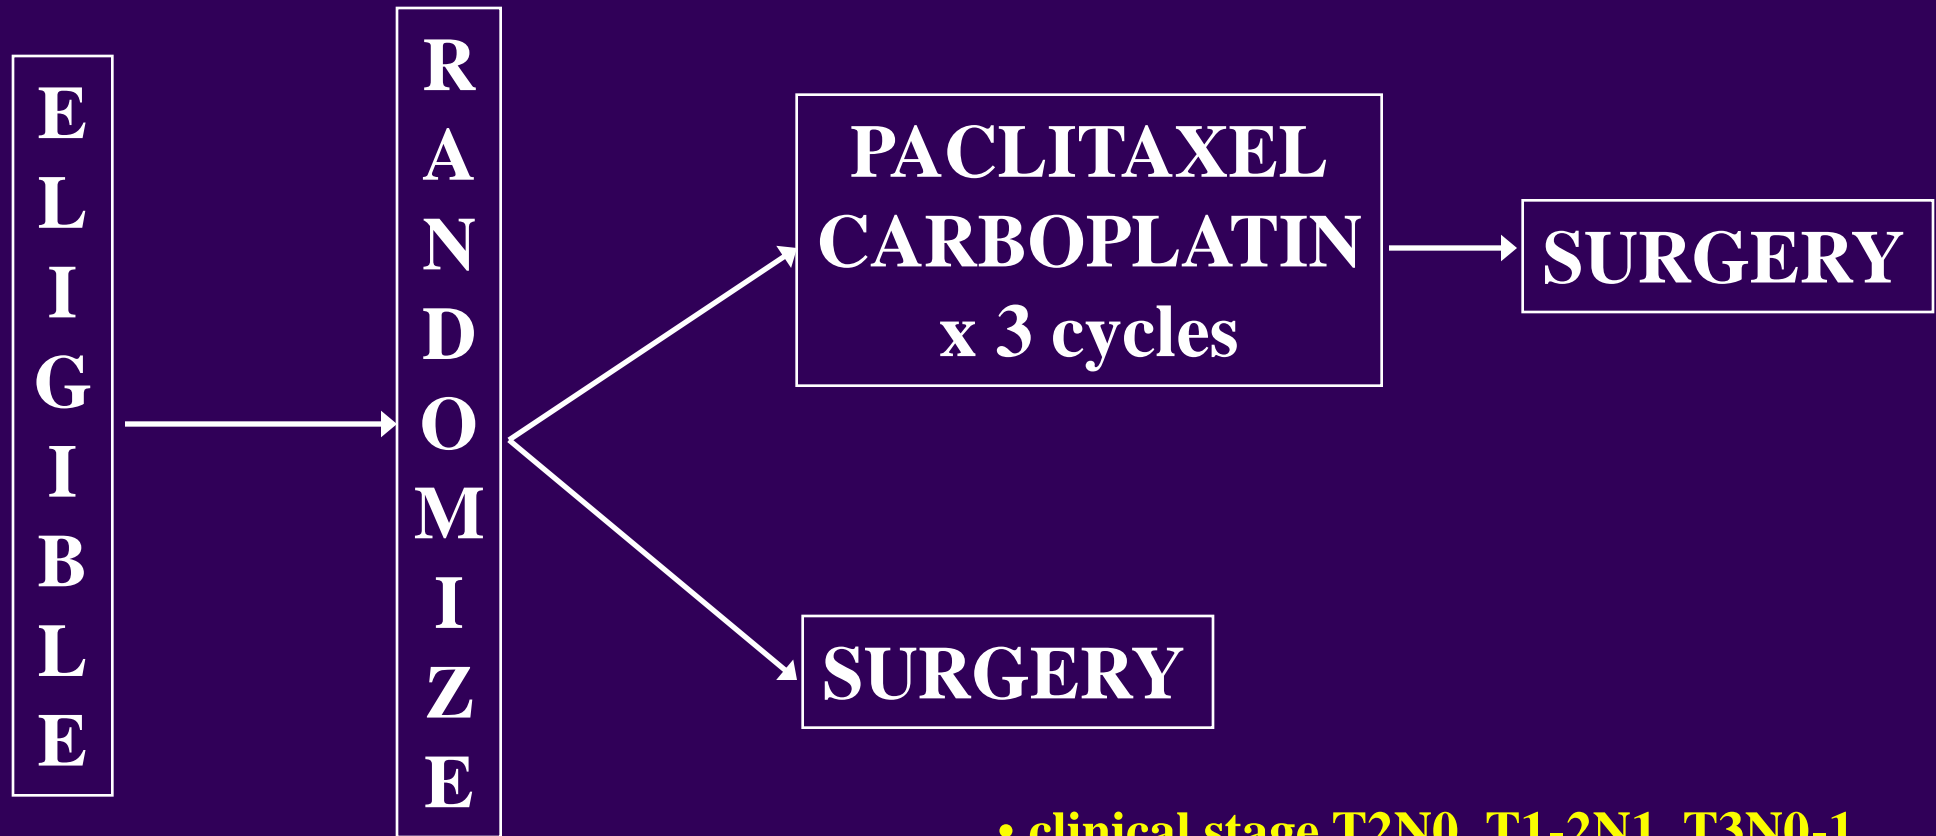 ELIGIBLE
RANDOMIZE
PACLITAXEL
CARBOPLATIN
x 3 cycles
SURGERY
SURGERY
• clinical stage T2N0, T1-2N1, T3N0-1